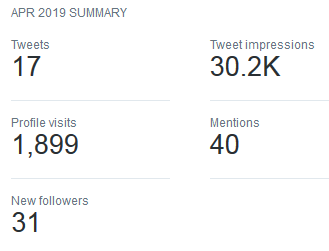 APR 2019 SUMMARY
Tweets
17
Tweet impressions
30.2K
Profile visits
1,899
Mentions
40
New followers
31